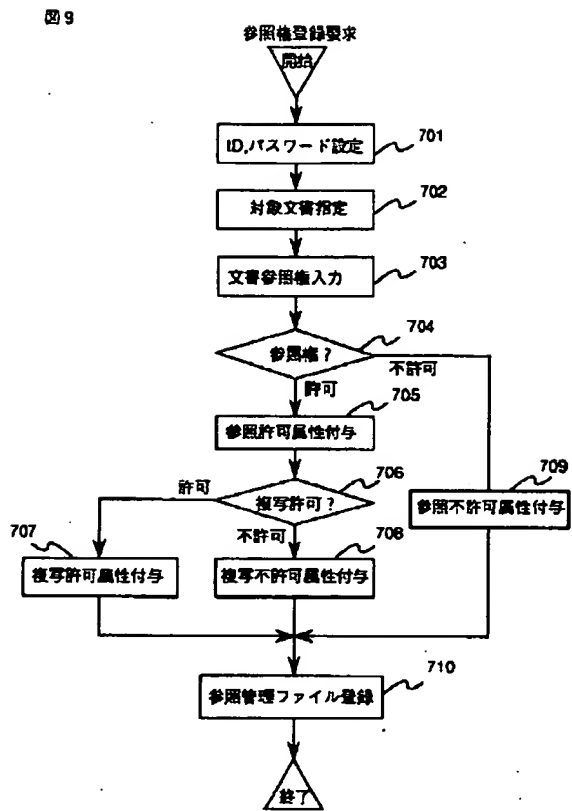 図9
参照権登録要求
開始
ID,パスワード設定
701
対象文書指定
702
文書参照権入力
703
704
参照権?
不許可
許可
705
参照許可属性付与
706
許可
複写許可?
709
参照不許可属性付与
707
不許可
708
複写許可属性付与
複写不許可属性付与
710
参照管理ファイル登録
終了